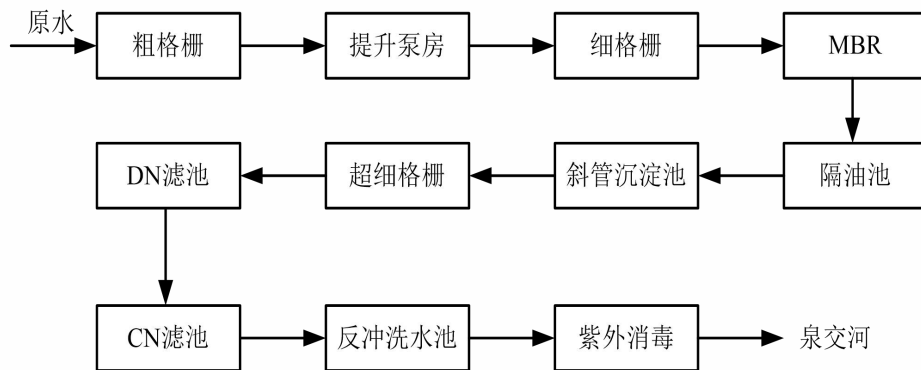 原水
粗格栅
提升泵房
细格栅
MBR
隔油池
斜管沉淀池
超细格栅
DN滤池
CN滤池
反冲洗水池
紫外消毒
泉交河